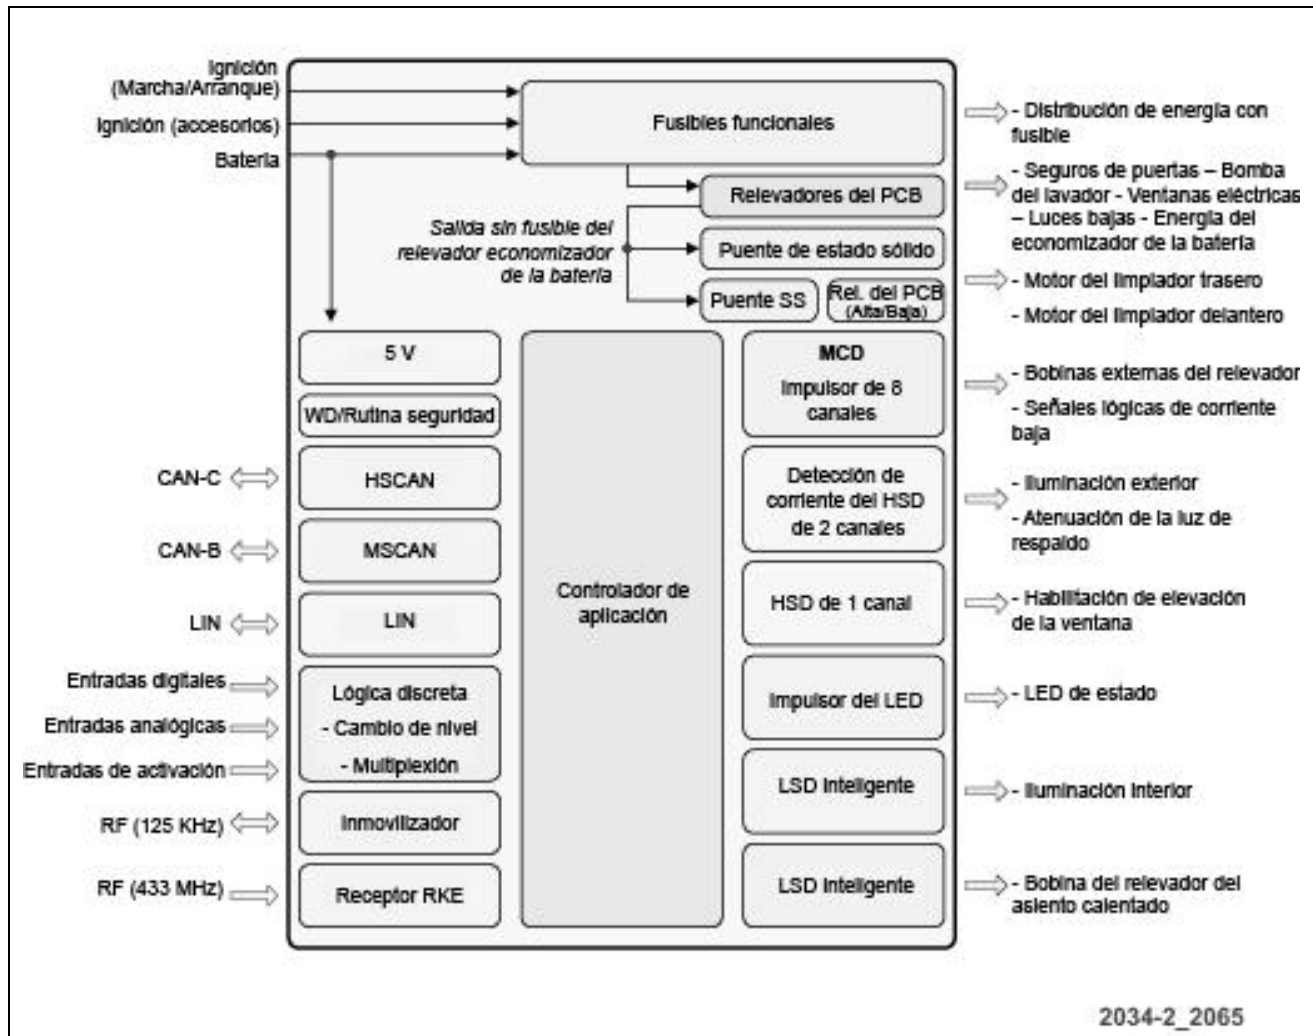 Ignición
(Marcha/Arranque)
Ignición (accesorios)
Batería
Fusibles funcionales
- Distribución de energía con
fusible
Relevadores del PCB
- Seguros de puertas – Bomba
del lavador - Ventanas eléctricas
– Luces bajas - Energía del
economizador de la batería
Salida sin fusible del
relevador economizador
de la batería
Puente de estado sólido
Puente SS
Rel. del PCB
(Alta/Baja)
- Motor del limpiador trasero
- Motor del limpiador delantero
5 V
WD/Rutina seguridad
CAN-C
HSCAN
CAN-B
MSCAN
LIN
LIN
Entradas digitales
Entradas analógicas
Entradas de activación
Lógica discreta
- Cambio de nivel
- Multiplexión
RF (125 KHz)
Inmovilizador
RF (433 MHz)
Receptor RKE
Controlador de
aplicación
MCD
Impulsor de 8
canales
- Bobinas externas del relevador
- Señales lógicas de corriente
baja
Detección de
corriente del HSD
de 2 canales
- Iluminación exterior
- Atenuación de la luz de
respaldo
HSD de 1 canal
- Habilitación de elevación
de la ventana
Impulsor del LED
- LED de estado
LSD Inteligente
- Iluminación Interior
LSD Inteligente
- Bobina del relevador del
asiento calentado
2034-2_2065